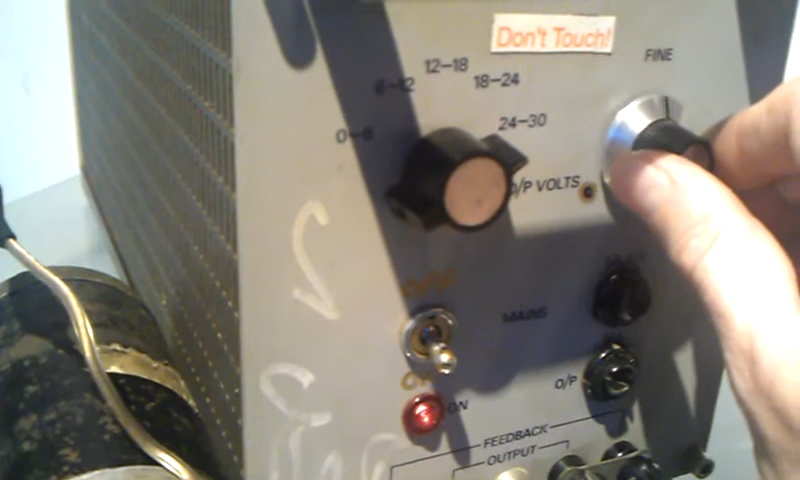 Don't Touch!
FINE
12-18
6-12
18-24
24-30
0-6
O/P VOLTS
MAINS
O/P
ON
FEEDBACK
OUTPUT